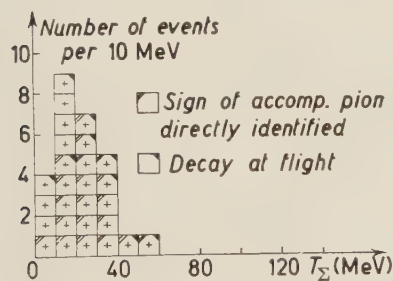 Number of events
per 10 MeV
10
8
6
4
2
Sign of accomp. pion
directly identified
Decay at flight
+
+
+ +
+ +
+ + + +
+ + + +
+ + + +
+ + + +
+ + + + + +
0 40 80 120 T_Σ (MeV)